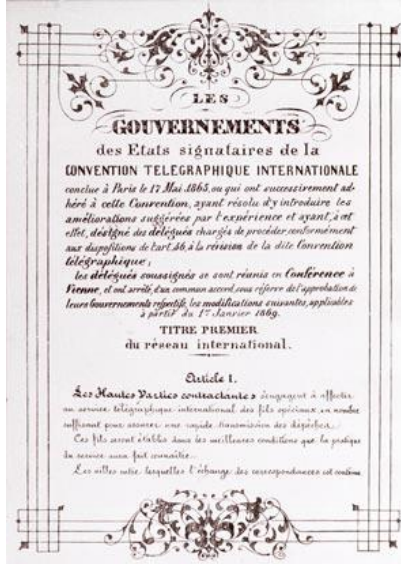 LES
GOUVERNEMENTS
des Etats signataires de la
CONVENTION TÉLÉGRAPHIQUE INTERNATIONALE
conclue à Paris le 17 Mai 1865, ou qui ont successivement ad-
héré à cette Convention, ayant résolu d'y introduire les
améliorations suggérées par l'expérience et ayant, à cet
effet, désigné des délégués chargés de procéder, conformément
aux dispositions de l'art. 56, à la révision de la dite Convention
télégraphique;
les délégués soussignés se sont réunis en Conférence à
Vienne, et ont arrêté, d'un commun accord, sous réserve de l'approbation de
leurs Gouvernements respectifs, les modifications suivantes, applicables
à partir du 1er Janvier 1869.
TITRE PREMIER
du réseau international.
Article 1.
Les Hautes Parties contractantes s'engagent à affecter
au service télégraphique international des fils spéciaux en nombre
suffisant pour assurer une rapide transmission des dépêches.
Ces fils seront établis dans les meilleures conditions que la pratique
du service aura fait connaître.
Les villes entre lesquelles l'échange des correspondances est continu